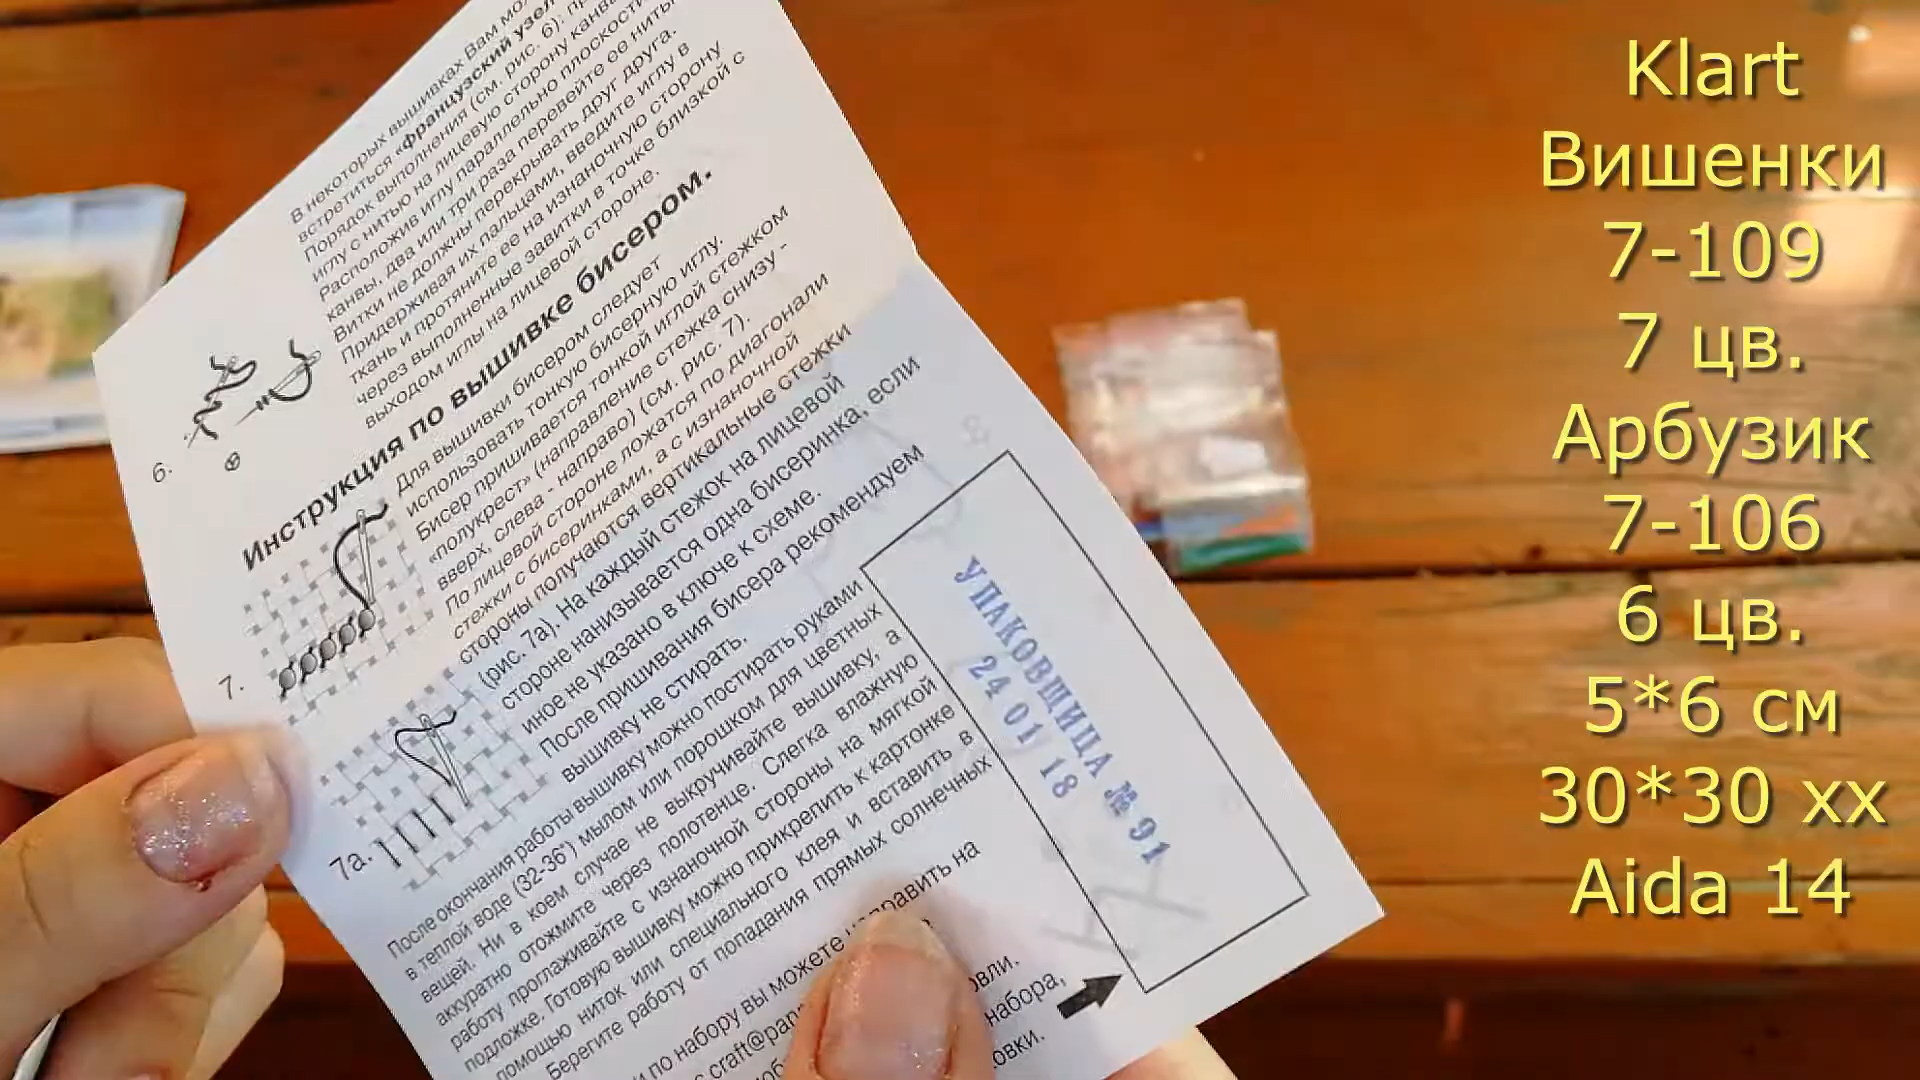 В некоторых вышивках Вам
встретиться «французский узел
Порядок выполнения (см. рис. 6):
иглу с нитью на лицевую сторону
Расположив иглу параллельно плоскости
канвы, два или три раза перевейте ее нитью
Витки не должны перекрывать друг друга.
Придерживая их пальцами, введите иглу в
ткань и протяните ее на изнаночную сторону
через выполненные завитки в точке близкой с
выходом иглы на лицевой стороне.
6.
Инструкция по вышивке бисером.
Для вышивки бисером следует
использовать тонкую бисерную иглу.
Бисер пришивается тонкой иглой стежком
«полукрест» (направление стежка снизу -
вверх, слева - направо) (см. рис. 7).
По лицевой стороне ложатся по диагонали
стежки с бисеринками, а с изнаночной
стороны получаются вертикальные стежки
(рис. 7а). На каждый стежок на лицевой
стороне нанизывается одна бисеринка, если
иное не указано в ключе к схеме.
После пришивания бисера рекомендуем
вышивку не стирать.
7.
7а.
После окончания работы вышивку можно постирать руками
в теплой воде (32-36°) мылом или порошком для цветных
вещей. Ни в коем случае не выкручивайте вышивку, а
аккуратно отожмите через полотенце. Слегка влажную
работу проглаживайте с изнаночной стороны на мягкой
подложке. Готовую вышивку можно прикрепить к картонке
помощью ниток или специального клея и вставить в
Берегите работу от попадания прямых солнечных
по набору вы можете на
набора,
УПАКОВЩИЦА № 91
24 01 18
Klart
Вишенки
7-109
7 цв.
Арбузик
7-106
6 цв.
5*6 см
30*30 хх
Aida 14